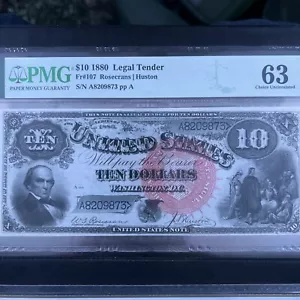 PMG
PAPER MONEY GUARANTY
$10 1880 Legal Tender
Fr#107 Rosecrans | Huston
S/N A8209873 pp A
63
Choice Uncirculated
TEN
UNITED STATES
10
A8209873
Will pay the Bearer
TEN DOLLARS
WASHINGTON, D.C.
A8209873
UNITED STATES NOTE